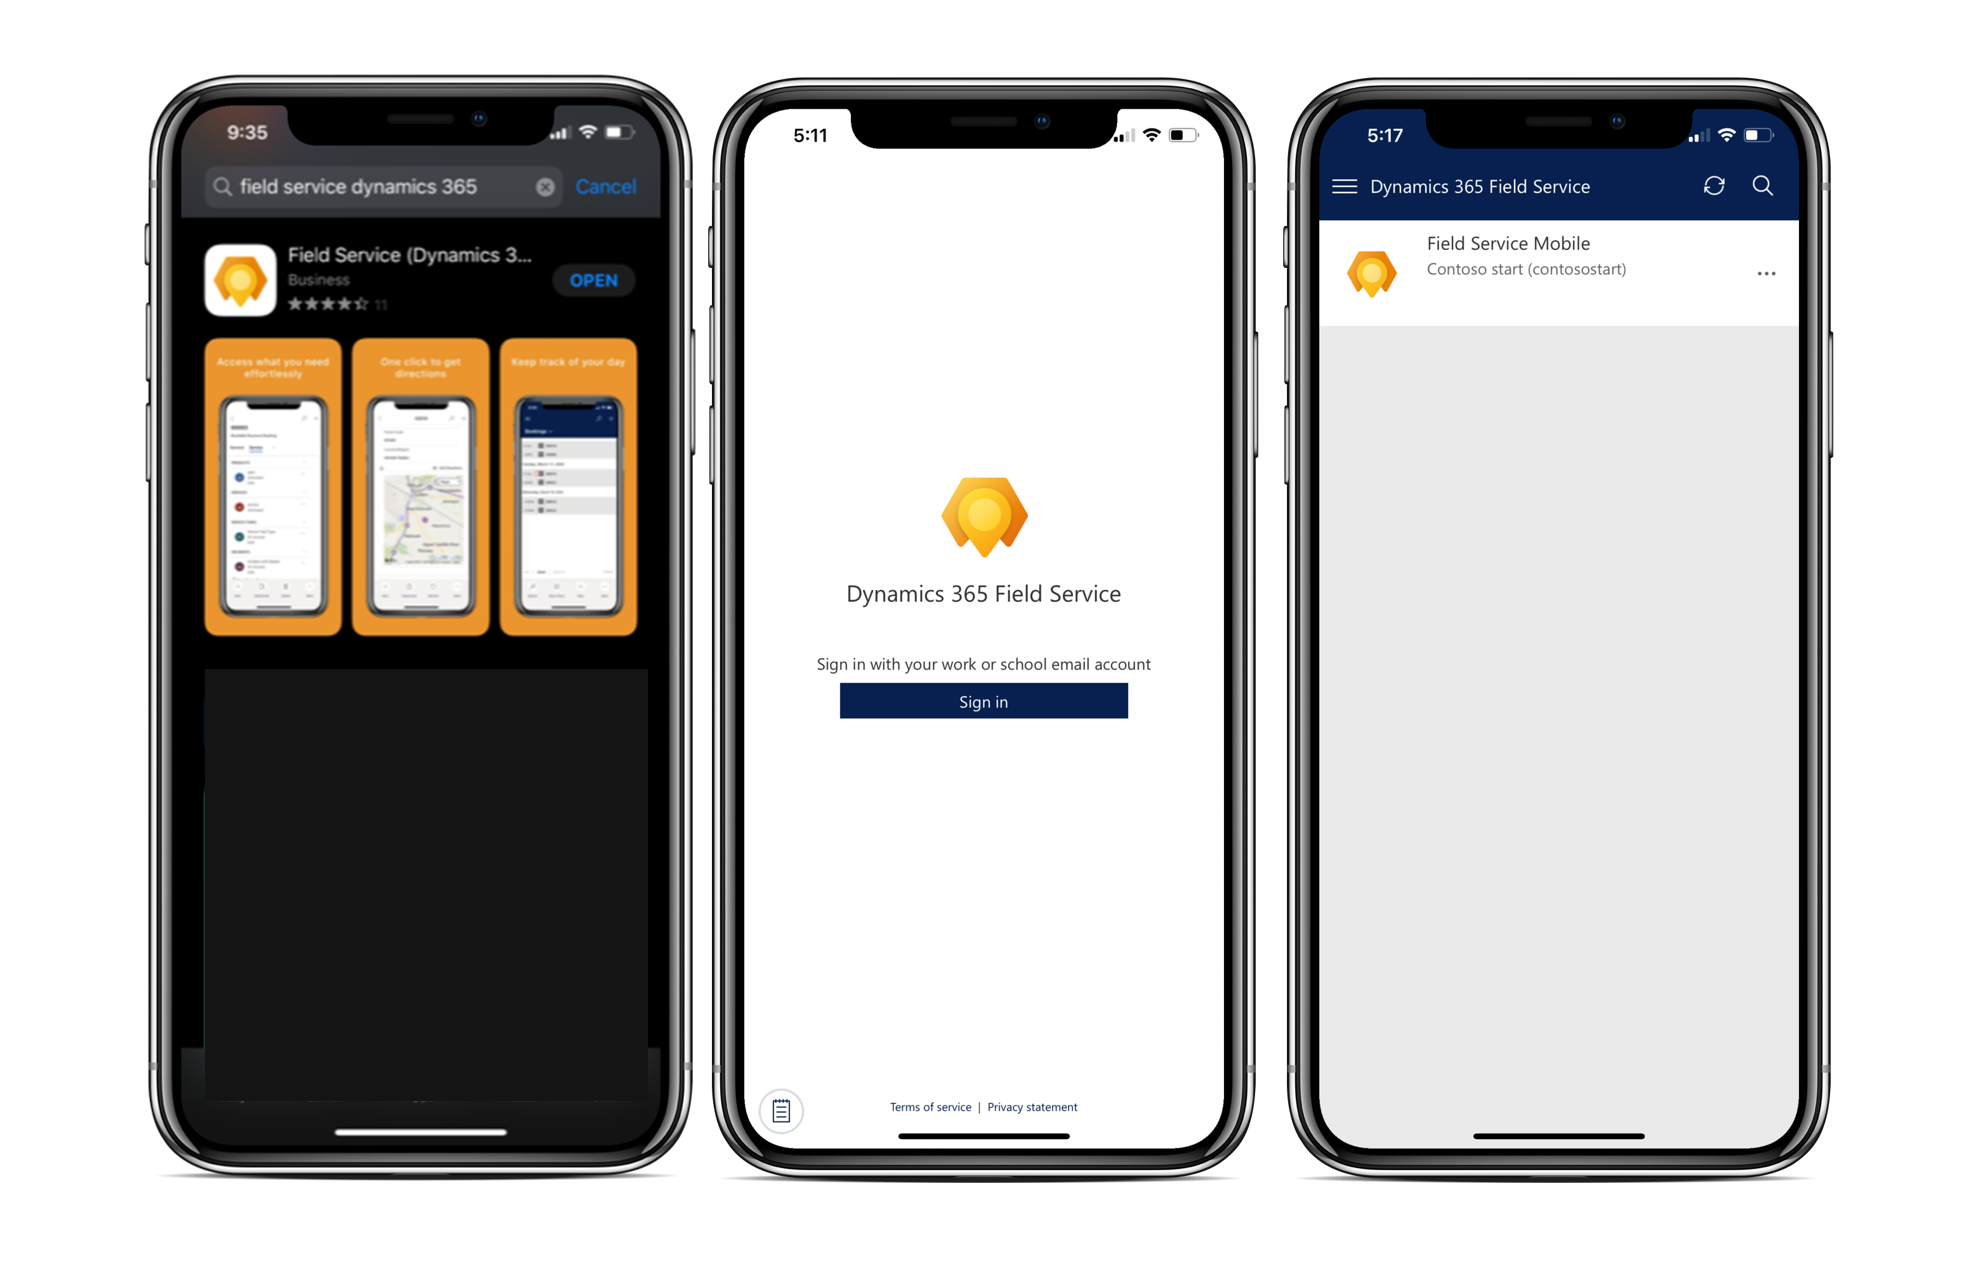 9:35
field service dynamics 365
Cancel
Field Service (Dynamics 3...
Business
11
OPEN
Access what you need
effortlessly
One click to get
directions
Keep track of your day
5:11
Dynamics 365 Field Service
Sign in with your work or school email account
Sign in
Terms of service | Privacy statement
5:17
Dynamics 365 Field Service
Field Service Mobile
Contoso start (contosostart)